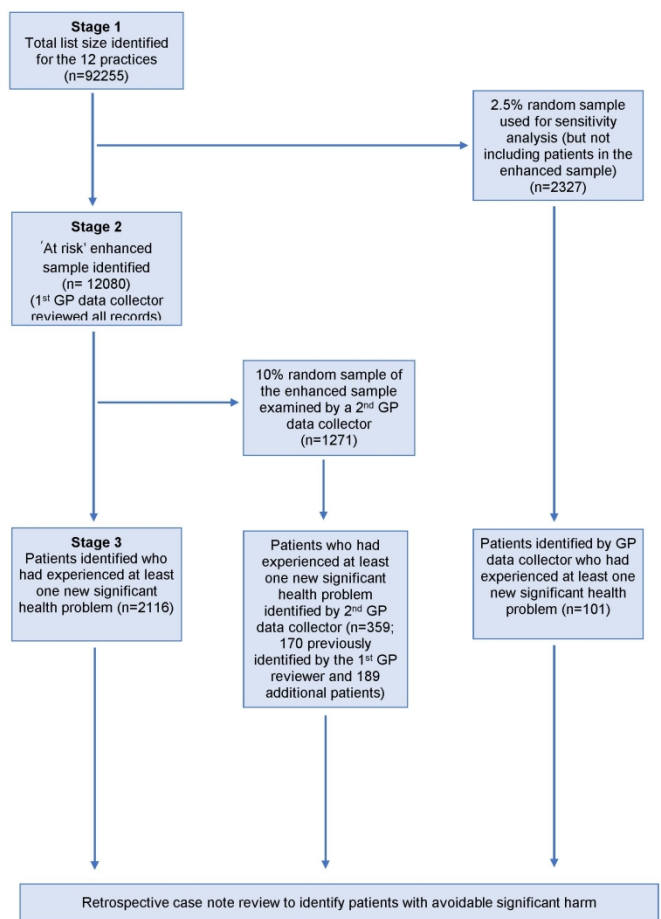 Stage 1
Total list size identified
for the 12 practices
(n=92255)
2.5% random sample
used for sensitivity
analysis (but not
including patients in the
enhanced sample)
(n=2327)
Stage 2
'At risk' enhanced
sample identified
(n= 12080)
(1st GP data collector
reviewed all records)
10% random sample of
the enhanced sample
examined by a 2nd GP
data collector
(n=1271)
Stage 3
Patients identified who
had experienced at least
one new significant
health problem (n=2116)
Patients who had
experienced at least
one new significant
health problem
identified by 2nd GP
data collector (n=359;
170 previously
identified by the 1st GP
reviewer and 189
additional patients)
Patients identified by GP
data collector who had
experienced at least one
new significant health
problem (n=101)
Retrospective case note review to identify patients with avoidable significant harm